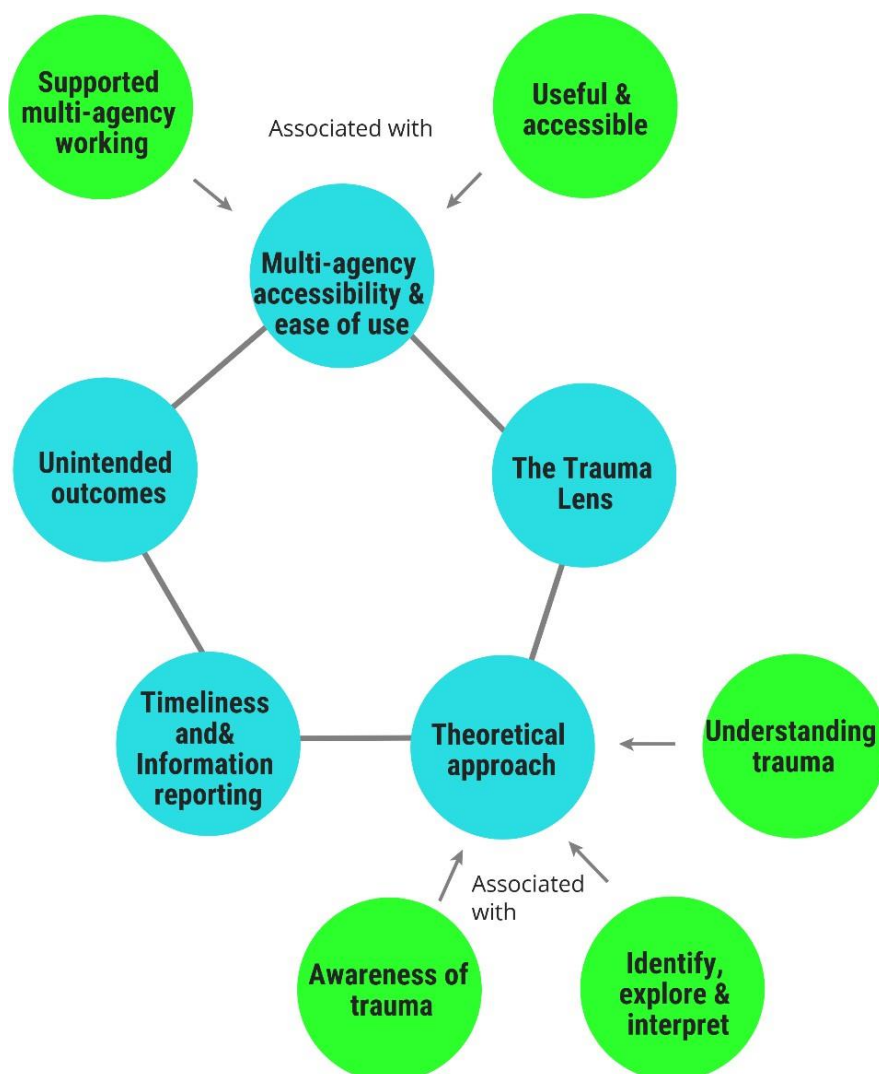 Supported
multi-agency
working
Associated with
Useful &
accessible
Multi-agency
accessibility &
ease of use
Unintended
outcomes
The Trauma
Lens
Timeliness
and&
Information
reporting
Theoretical
approach
Understanding
trauma
Associated
with
Awareness of
trauma
Identify,
explore &
interpret